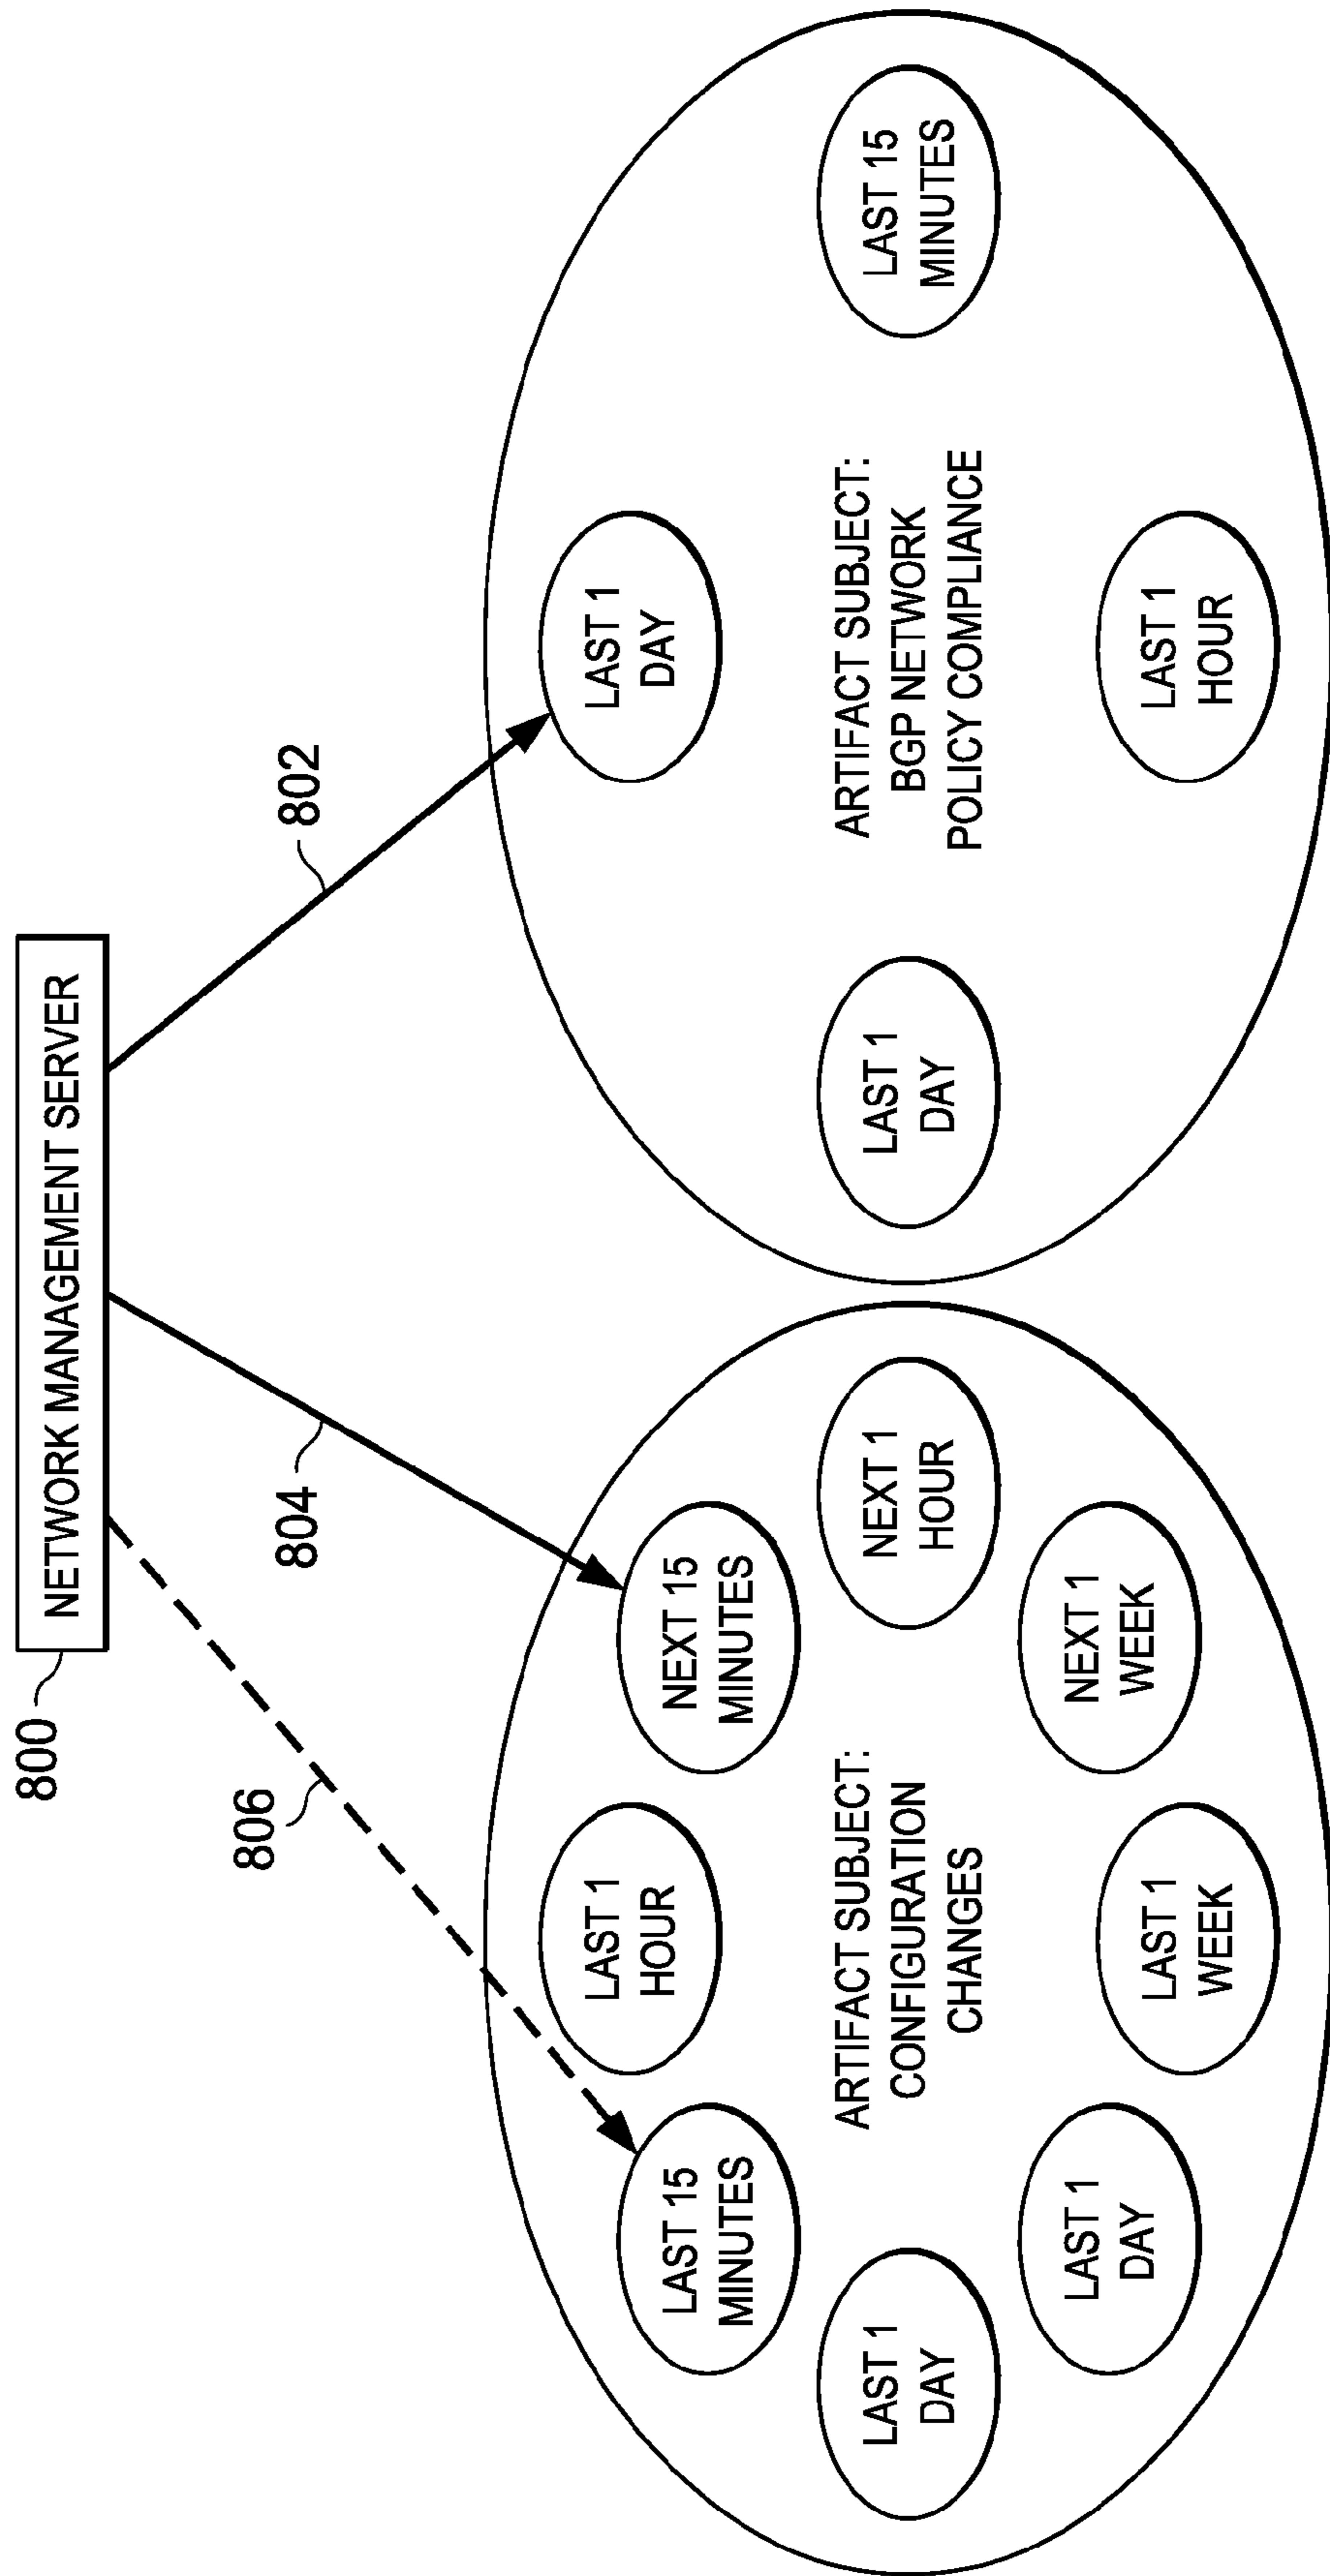 800
NETWORK MANAGEMENT SERVER
806
804
802
LAST 1
HOUR
LAST 15
MINUTES
NEXT 15
MINUTES
LAST 1
DAY
ARTIFACT SUBJECT:
CONFIGURATION
CHANGES
NEXT 1
HOUR
LAST 1
DAY
NEXT 1
WEEK
LAST 1
WEEK
LAST 1
DAY
LAST 1
DAY
ARTIFACT SUBJECT:
BGP NETWORK
POLICY COMPLIANCE
LAST 15
MINUTES
LAST 1
HOUR